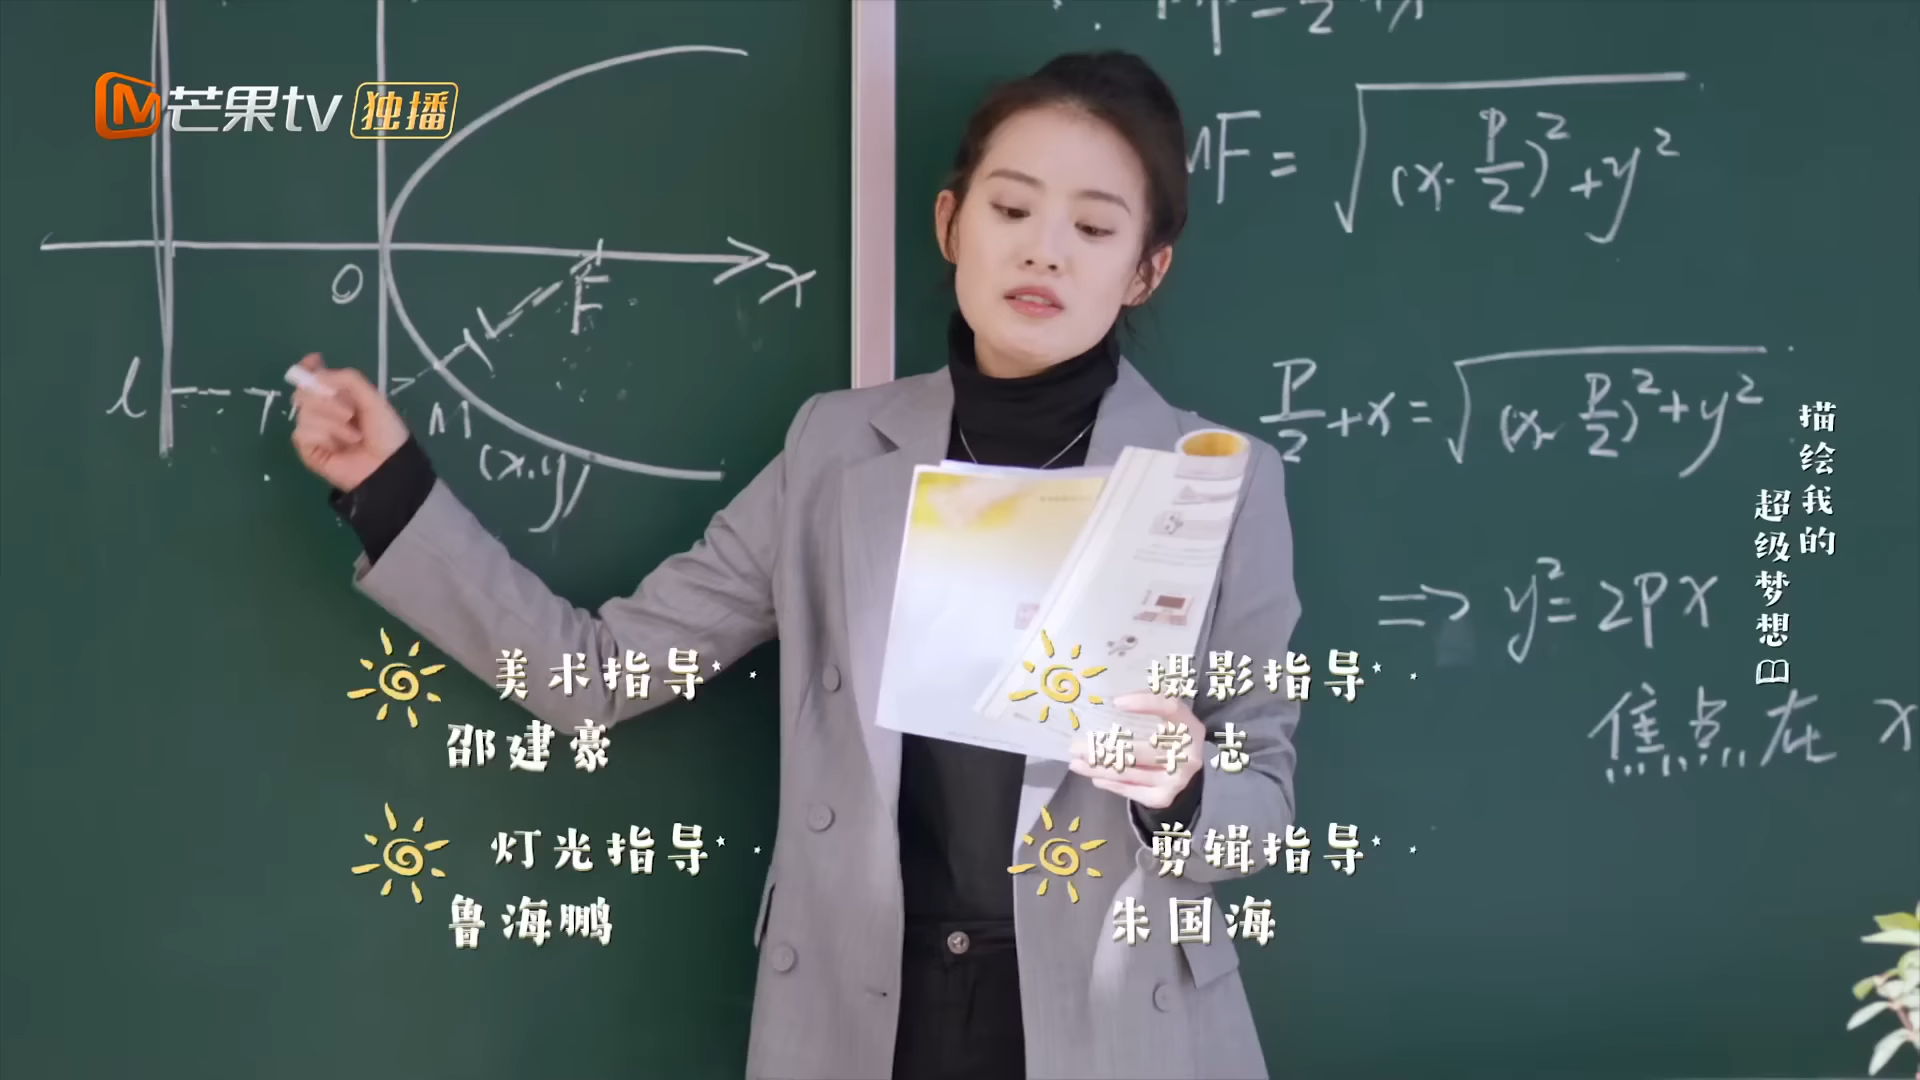 芒果tv 独播
MF = √((x-P/2)²+y²)
P/2+x=√((x-P/2)²+y²)
⇒ y²=2px
焦点在 x
O
F
x
l
M
(x.y)
描绘我的
超级梦想
美术指导
邵建豪
摄影指导
陈学志
灯光指导
鲁海鹏
剪辑指导
朱国海